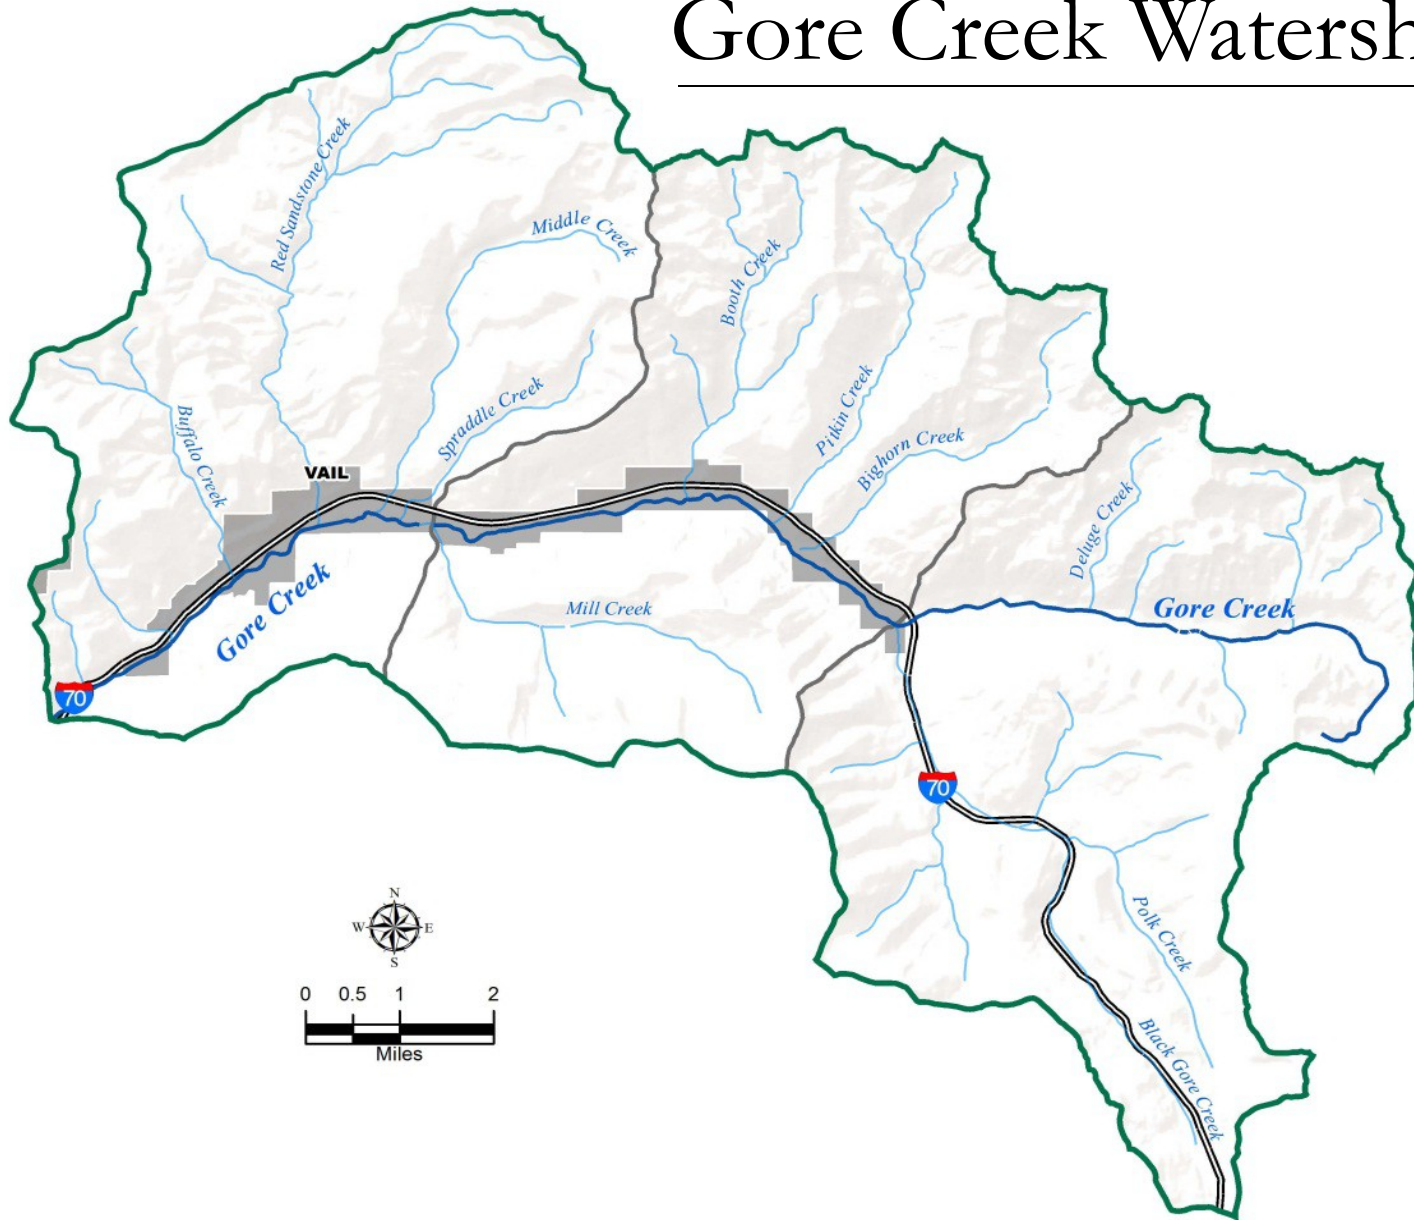 Gore Creek Watersh
Red Sandstone Creek
Middle Creek
Booth Creek
Pitkin Creek
Spraddle Creek
Bighorn Creek
Buffalo Creek
VAIL
Deluge Creek
Gore Creek
Mill Creek
Gore Creek
70
70
Polk Creek
Black Gore Creek
N
W E
S
0 0.5 1 2
Miles